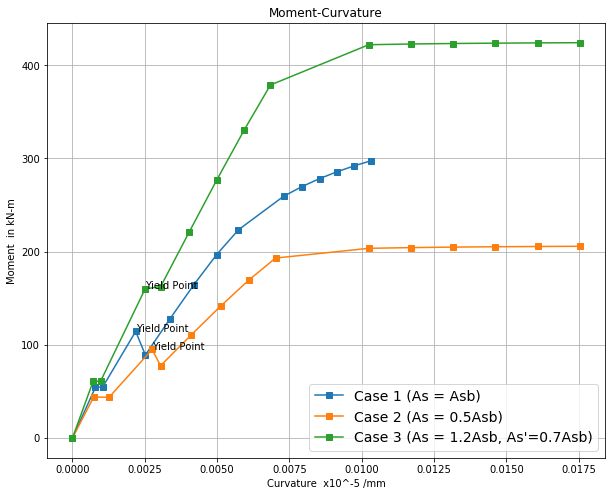 Moment-Curvature
400
300
200
100
0
Moment  in kN-m
Yield Point
Yield Point
Yield Point
Case 1 (As = Asb)
Case 2 (As = 0.5Asb)
Case 3 (As = 1.2Asb, As'=0.7Asb)
0.0000 0.0025 0.0050 0.0075 0.0100 0.0125 0.0150 0.0175
Curvature  x10^-5 /mm